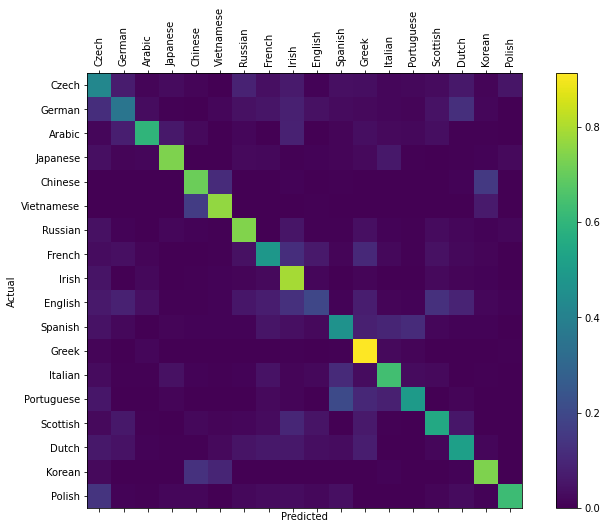 Czech
German
Arabic
Japanese
Chinese
Vietnamese
Russian
French
Irish
English
Spanish
Greek
Italian
Portuguese
Scottish
Dutch
Korean
Polish
Czech
German
Arabic
Japanese
Chinese
Vietnamese
Russian
French
Irish
English
Spanish
Greek
Italian
Portuguese
Scottish
Dutch
Korean
Polish
Actual
Predicted
0.8
0.6
0.4
0.2
0.0